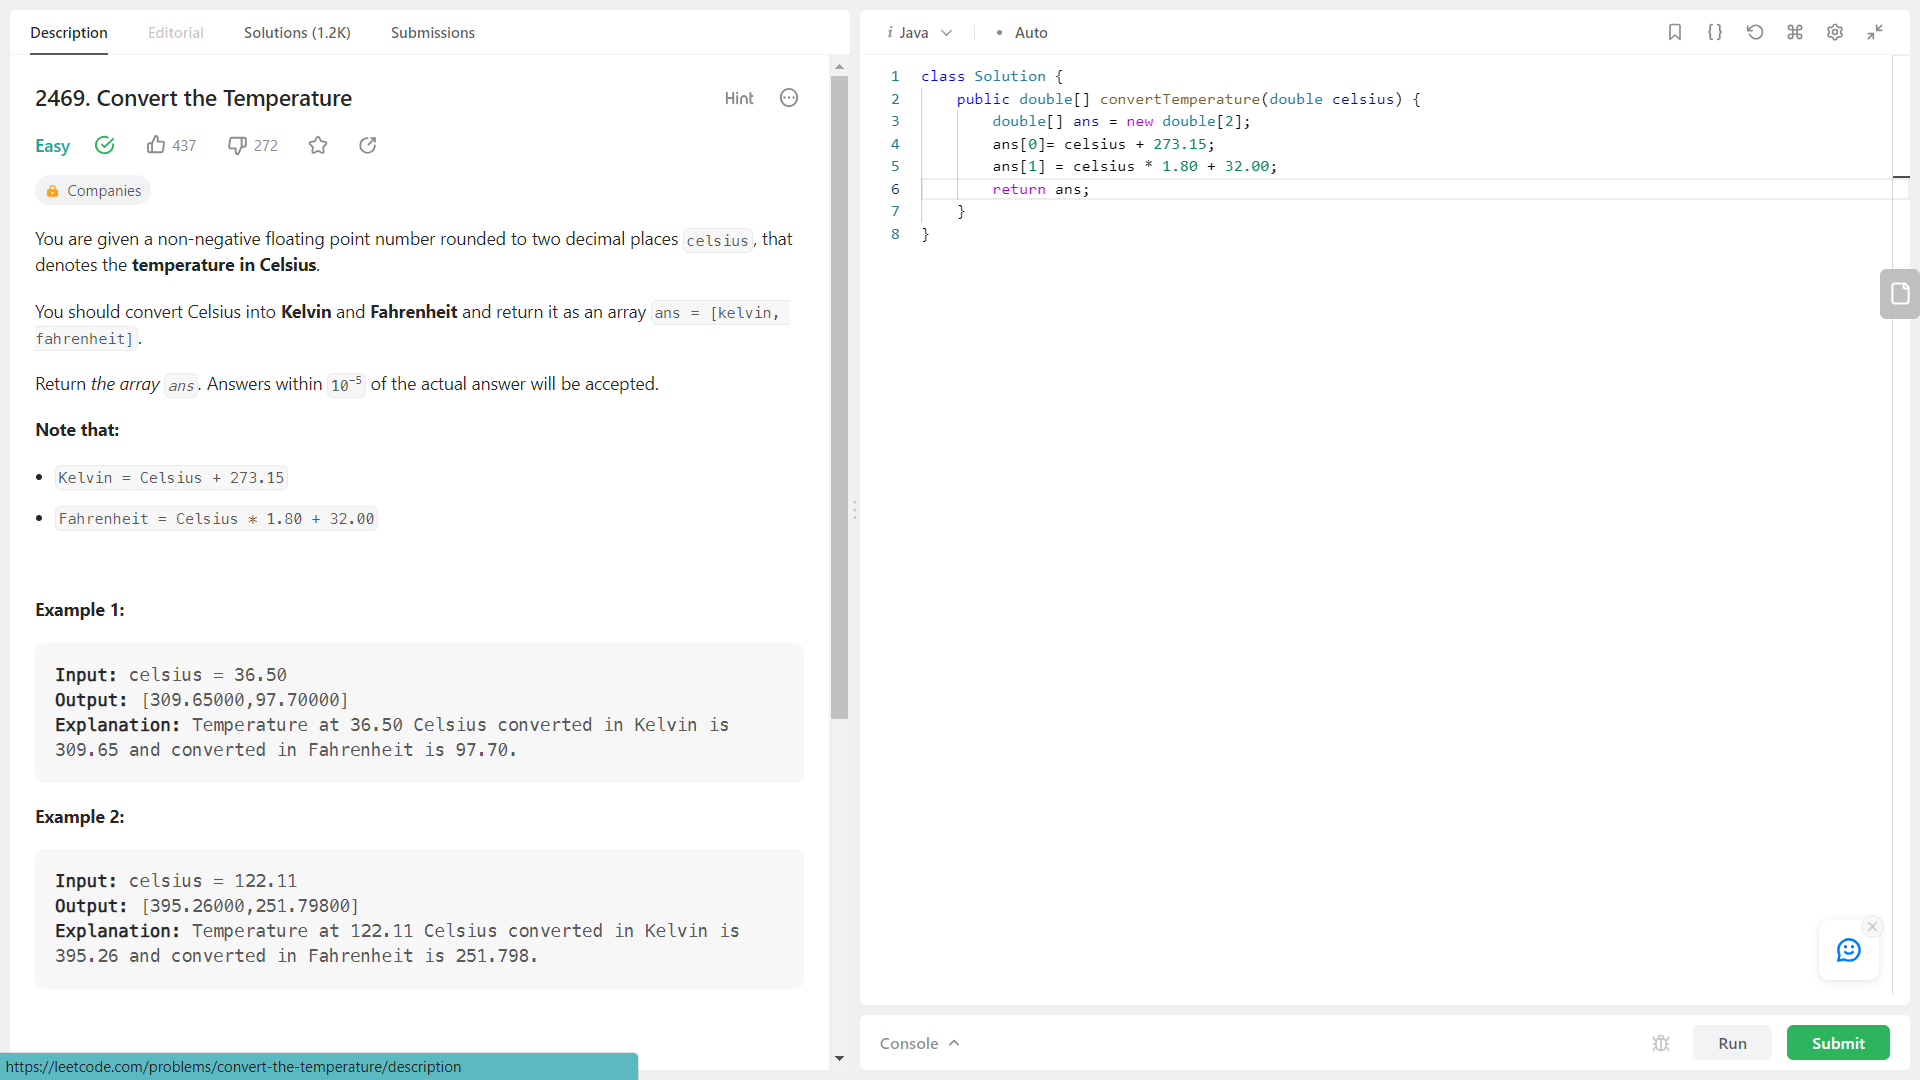 Description Editorial Solutions (1.2K) Submissions
2469. Convert the Temperature Hint
Easy 437 272
Companies
You are given a non-negative floating point number rounded to two decimal places celsius, that
denotes the temperature in Celsius.
You should convert Celsius into Kelvin and Fahrenheit and return it as an array ans = [kelvin,
fahrenheit].
Return the array ans. Answers within 10⁻⁵ of the actual answer will be accepted.
Note that:
• Kelvin = Celsius + 273.15
• Fahrenheit = Celsius * 1.80 + 32.00
Example 1:
Input: celsius = 36.50
Output: [309.65000,97.70000]
Explanation: Temperature at 36.50 Celsius converted in Kelvin is
309.65 and converted in Fahrenheit is 97.70.
Example 2:
Input: celsius = 122.11
Output: [395.26000,251.79800]
Explanation: Temperature at 122.11 Celsius converted in Kelvin is
395.26 and converted in Fahrenheit is 251.798.
https://leetcode.com/problems/convert-the-temperature/description
i Java • Auto
1 class Solution {
2     public double[] convertTemperature(double celsius) {
3         double[] ans = new double[2];
4         ans[0]= celsius + 273.15;
5         ans[1] = celsius * 1.80 + 32.00;
6         return ans;
7     }
8 }
Console Run Submit